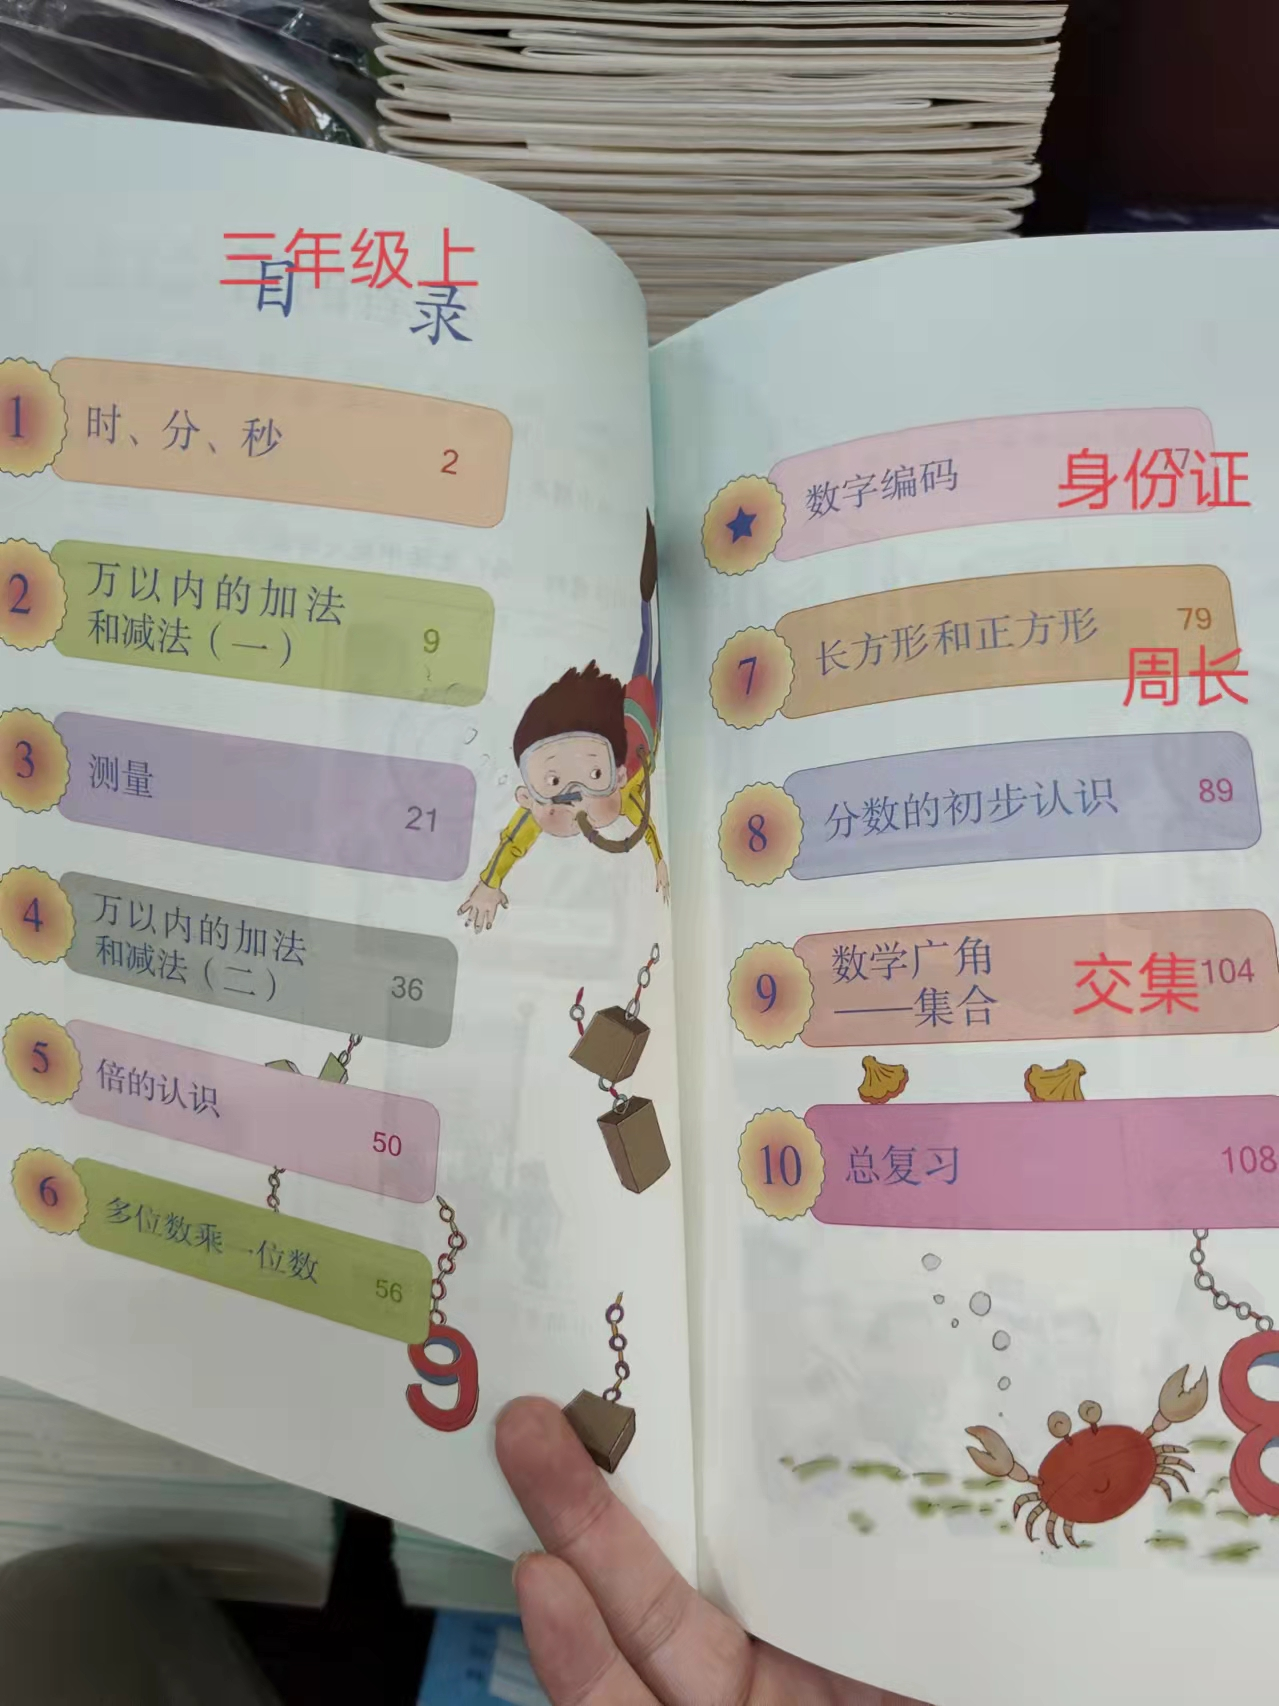 三年级上
目 录
1 时、分、秒 2
2 万以内的加法
和减法（一） 9
3 测量 21
4 万以内的加法
和减法（二） 36
5 倍的认识 50
6 多位数乘一位数 56
9
★ 数字编码 77 身份证
7 长方形和正方形 79
周长
8 分数的初步认识 89
9 数学广角
——集合 交集 104
10 总复习 108
8